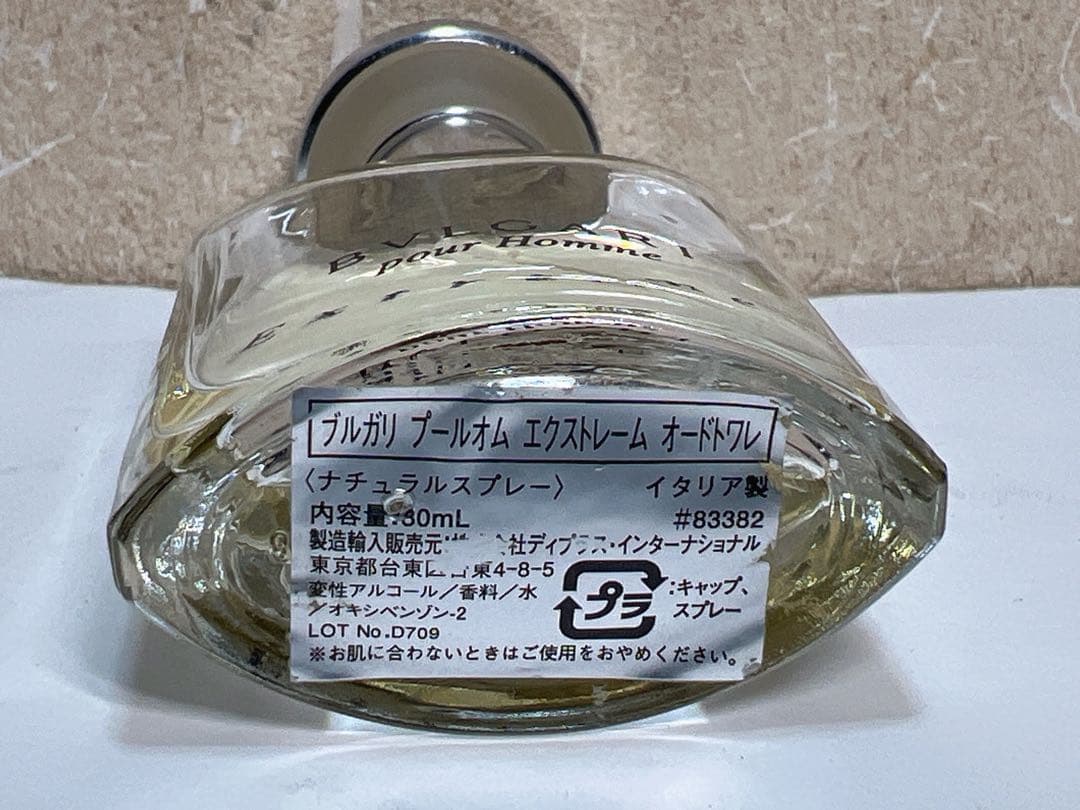 BVLGARI
pour Homme
Extreme
ブルガリ プールオム エクストレーム オードトワレ
〈ナチュラルスプレー〉 イタリア製
内容量:30mL #83382
製造輸入販売元: 会社ディプラス・インターナショナル
東京都台東区 東4-8-5
変性アルコール／香料／水
／オキシベンゾン-2
プラ :キャップ、
スプレー
LOT No.D709
※お肌に合わないときはご使用をおやめください。